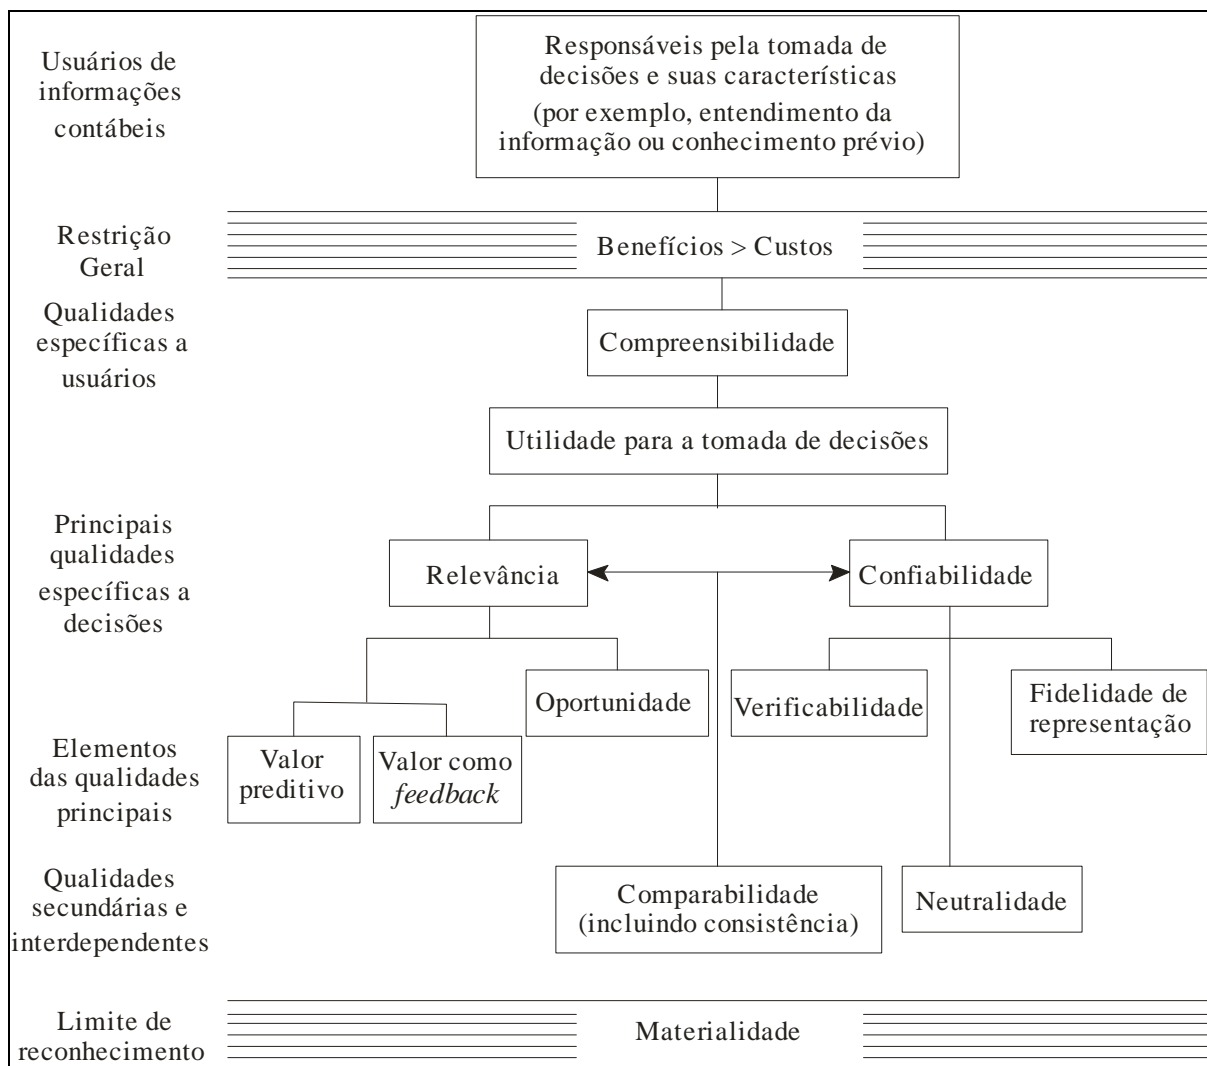 Usuários de
informações
contábeis
Responsáveis pela tomada de
decisões e suas características
(por exemplo, entendimento da
informação ou conhecimento prévio)
Restrição
Geral
Benefícios > Custos
Qualidades
específicas a
usuários
Compreensibilidade
Utilidade para a tomada de decisões
Principais
qualidades
específicas a
decisões
Relevância
Confiabilidade
Oportunidade
Verificabilidade
Fidelidade de
representação
Elementos
das qualidades
principais
Valor
preditivo
Valor como
feedback
Qualidades
secundárias e
interdependentes
Comparabilidade
(incluindo consistência)
Neutralidade
Limite de
reconhecimento
Materialidade